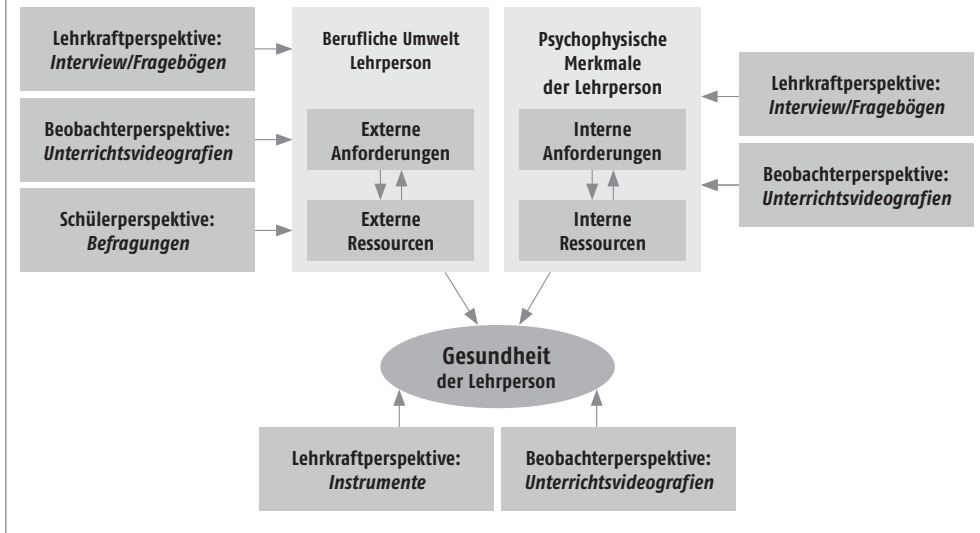 Lehrkraftperspektive:
Interview/Fragebögen
Beobachterperspektive:
Unterrichtsvideografien
Schülerperspektive:
Befragungen
Berufliche Umwelt
Lehrperson
Externe
Anforderungen
Externe
Ressourcen
Psychophysische
Merkmale
der Lehrperson
Interne
Anforderungen
Interne
Ressourcen
Lehrkraftperspektive:
Interview/Fragebögen
Beobachterperspektive:
Unterrichtsvideografien
Gesundheit
der Lehrperson
Lehrkraftperspektive:
Instrumente
Beobachterperspektive:
Unterrichtsvideografien